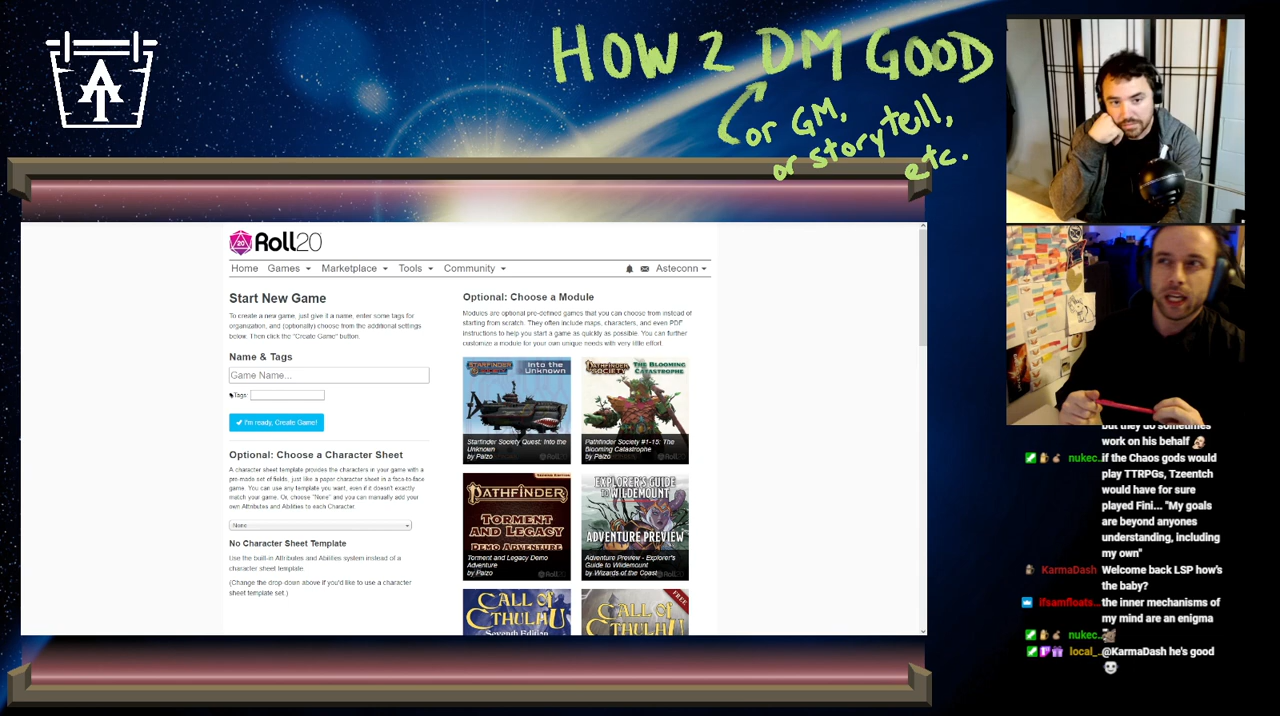 HOW 2 DM GOOD
or GM,
or storytell,
etc.
Roll20
Home Games Marketplace Tools Community Asteconn
Start New Game
To create a new game, just give it a name, enter some tags for
organization, and (optionally) choose from the additional settings
below. Then click the "Create Game" button.
Name & Tags
Game Name...
Tags:
I'm ready, Create Game!
Optional: Choose a Character Sheet
A character sheet template provides the characters in your game with a
pre-made set of fields, just like a paper character sheet in a face-to-face
game. You can use any template you want, even if it doesn't exactly
match your game. Or, choose "None" and you can manually add your
own Attributes and Abilities to each Character.
None
No Character Sheet Template
Use the built-in Attributes and Abilities system instead of a
character sheet template
(Change the drop down above if you'd like to use a character
sheet template set.)
Optional: Choose a Module
Modules are optional pre-defined games that you can choose from instead of
starting from scratch. They often include maps, characters, and even PDF
instructions to help you start a game as quickly as possible. You can further
customize a module for your own unique needs with very little effort.
STARFINDER Into the
Unknown
Starfinder Society Quest: Into the
Unknown
by Paizo
PATHFINDER SOCIETY THE BLOOMING
CATASTROPHE
Pathfinder Society #1-15: The
Blooming Catastrophe
by Paizo
PATHFINDER
TORMENT
AND LEGACY
DEMO ADVENTURE
Torment and Legacy Demo
Adventure
by Paizo
EXPLORER'S GUIDE
TO WILDEMOUNT
ADVENTURE PREVIEW
Adventure Preview - Explorer's
Guide to Wildemount
by Wizards of the Coast
CALL OF
CTHULHU
Seventh Edition
FREE
CALL OF
CTHULHU
but they do sometimes
work on his behalf
nukec.. if the Chaos gods would
play TTRPGs, Tzeentch
would have for sure
played Fini... "My goals
are beyond anyones
understanding, including
my own"
KarmaDash Welcome back LSP how's
the baby?
ifsamfloats.. the inner mechanisms of
my mind are an enigma
nukec..
local_.. @KarmaDash he's good